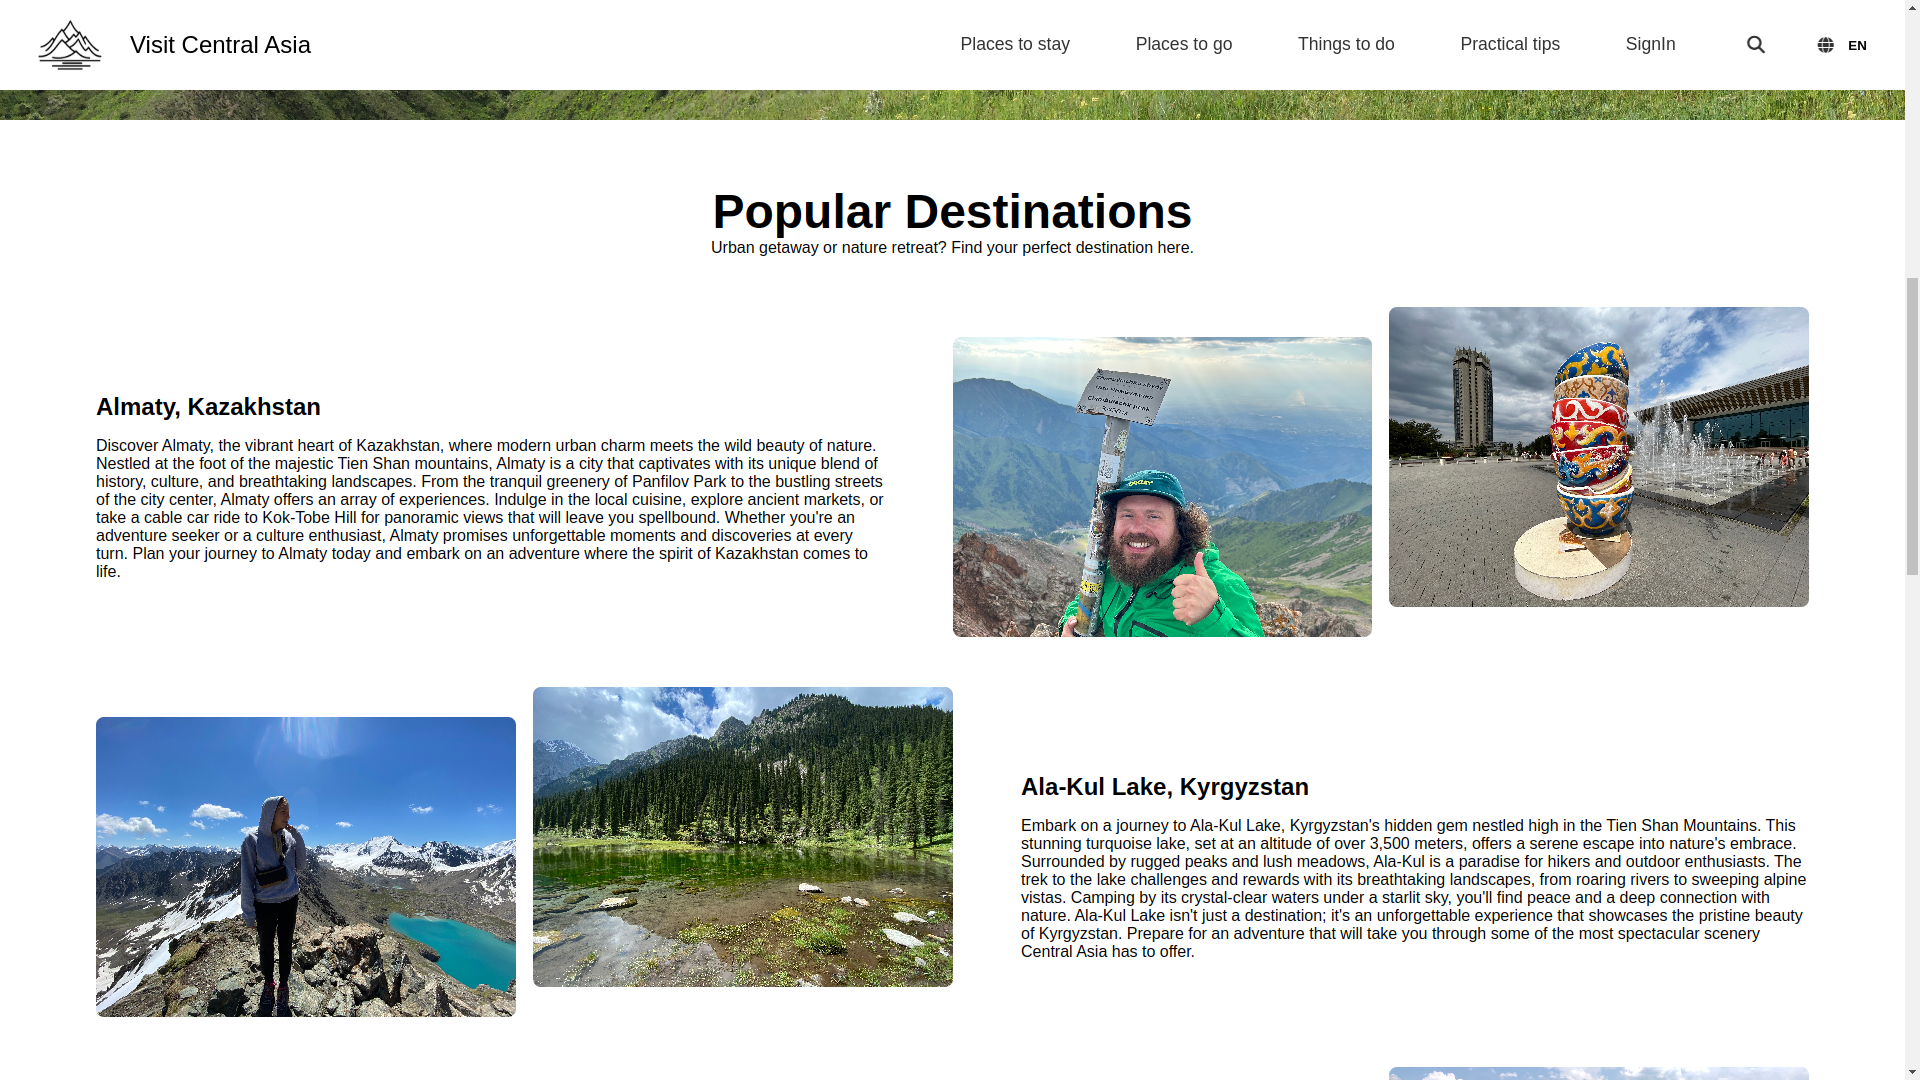 Visit Central Asia
Places to stay
Places to go
Things to do
Practical tips
SignIn
EN
Popular Destinations
Urban getaway or nature retreat? Find your perfect destination here.
Almaty, Kazakhstan
Discover Almaty, the vibrant heart of Kazakhstan, where modern urban charm meets the wild beauty of nature.
Nestled at the foot of the majestic Tien Shan mountains, Almaty is a city that captivates with its unique blend of
history, culture, and breathtaking landscapes. From the tranquil greenery of Panfilov Park to the bustling streets
of the city center, Almaty offers an array of experiences. Indulge in the local cuisine, explore ancient markets, or
take a cable car ride to Kok-Tobe Hill for panoramic views that will leave you spellbound. Whether you're an
adventure seeker or a culture enthusiast, Almaty promises unforgettable moments and discoveries at every
turn. Plan your journey to Almaty today and embark on an adventure where the spirit of Kazakhstan comes to
life.
Ala-Kul Lake, Kyrgyzstan
Embark on a journey to Ala-Kul Lake, Kyrgyzstan's hidden gem nestled high in the Tien Shan Mountains. This
stunning turquoise lake, set at an altitude of over 3,500 meters, offers a serene escape into nature's embrace.
Surrounded by rugged peaks and lush meadows, Ala-Kul is a paradise for hikers and outdoor enthusiasts. The
trek to the lake challenges and rewards with its breathtaking landscapes, from roaring rivers to sweeping alpine
vistas. Camping by its crystal-clear waters under a starlit sky, you'll find peace and a deep connection with
nature. Ala-Kul Lake isn't just a destination; it's an unforgettable experience that showcases the pristine beauty
of Kyrgyzstan. Prepare for an adventure that will take you through some of the most spectacular scenery
Central Asia has to offer.